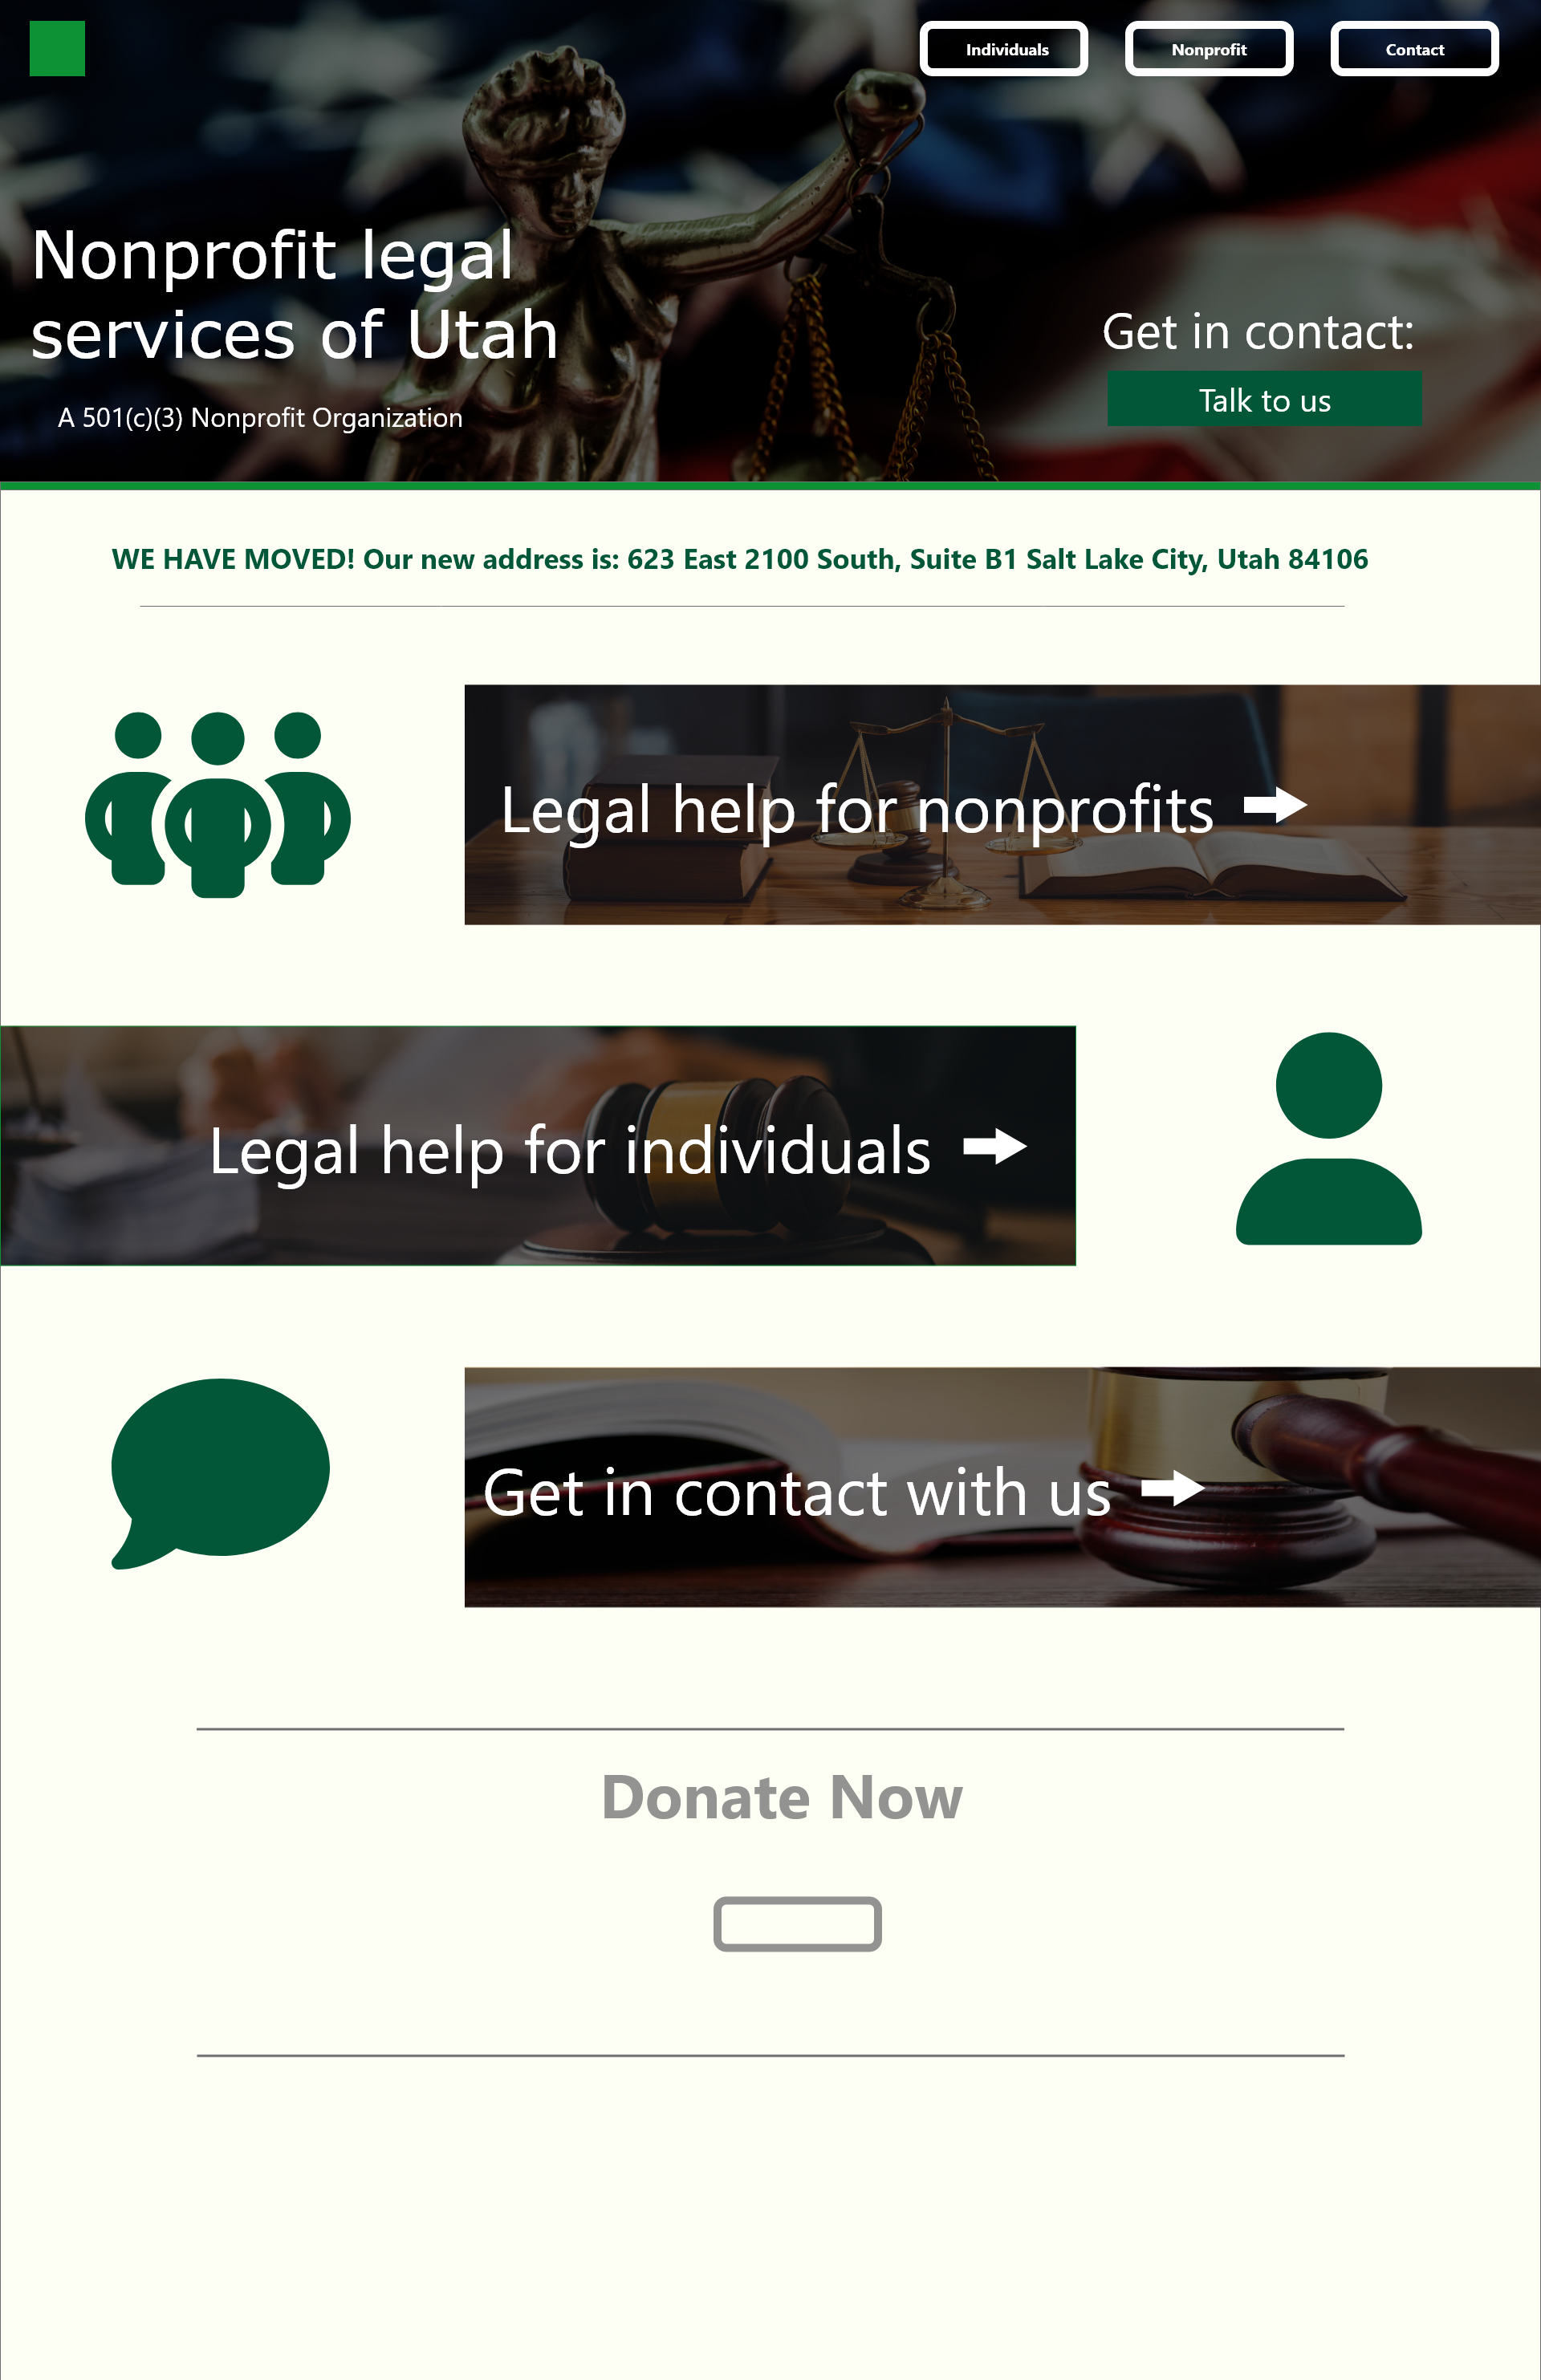 Individuals
Nonprofit
Contact
Nonprofit legal
services of Utah
A 501(c)(3) Nonprofit Organization
Get in contact:
Talk to us
WE HAVE MOVED! Our new address is: 623 East 2100 South, Suite B1 Salt Lake City, Utah 84106
Legal help for nonprofits
Legal help for individuals
Get in contact with us
Donate Now